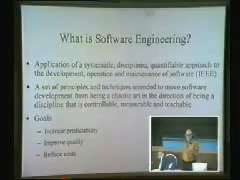 What is Software Engineering?
• Application of a systematic, disciplined, quantifiable approach to
the development, operation and maintenance of software [IEEE]
• A set of principles and techniques intended to move software
development from being a chaotic art in the direction of being a
discipline that is controllable, measurable and teachable
• Goals
– Increase predictability
– Improve quality
– Reduce costs